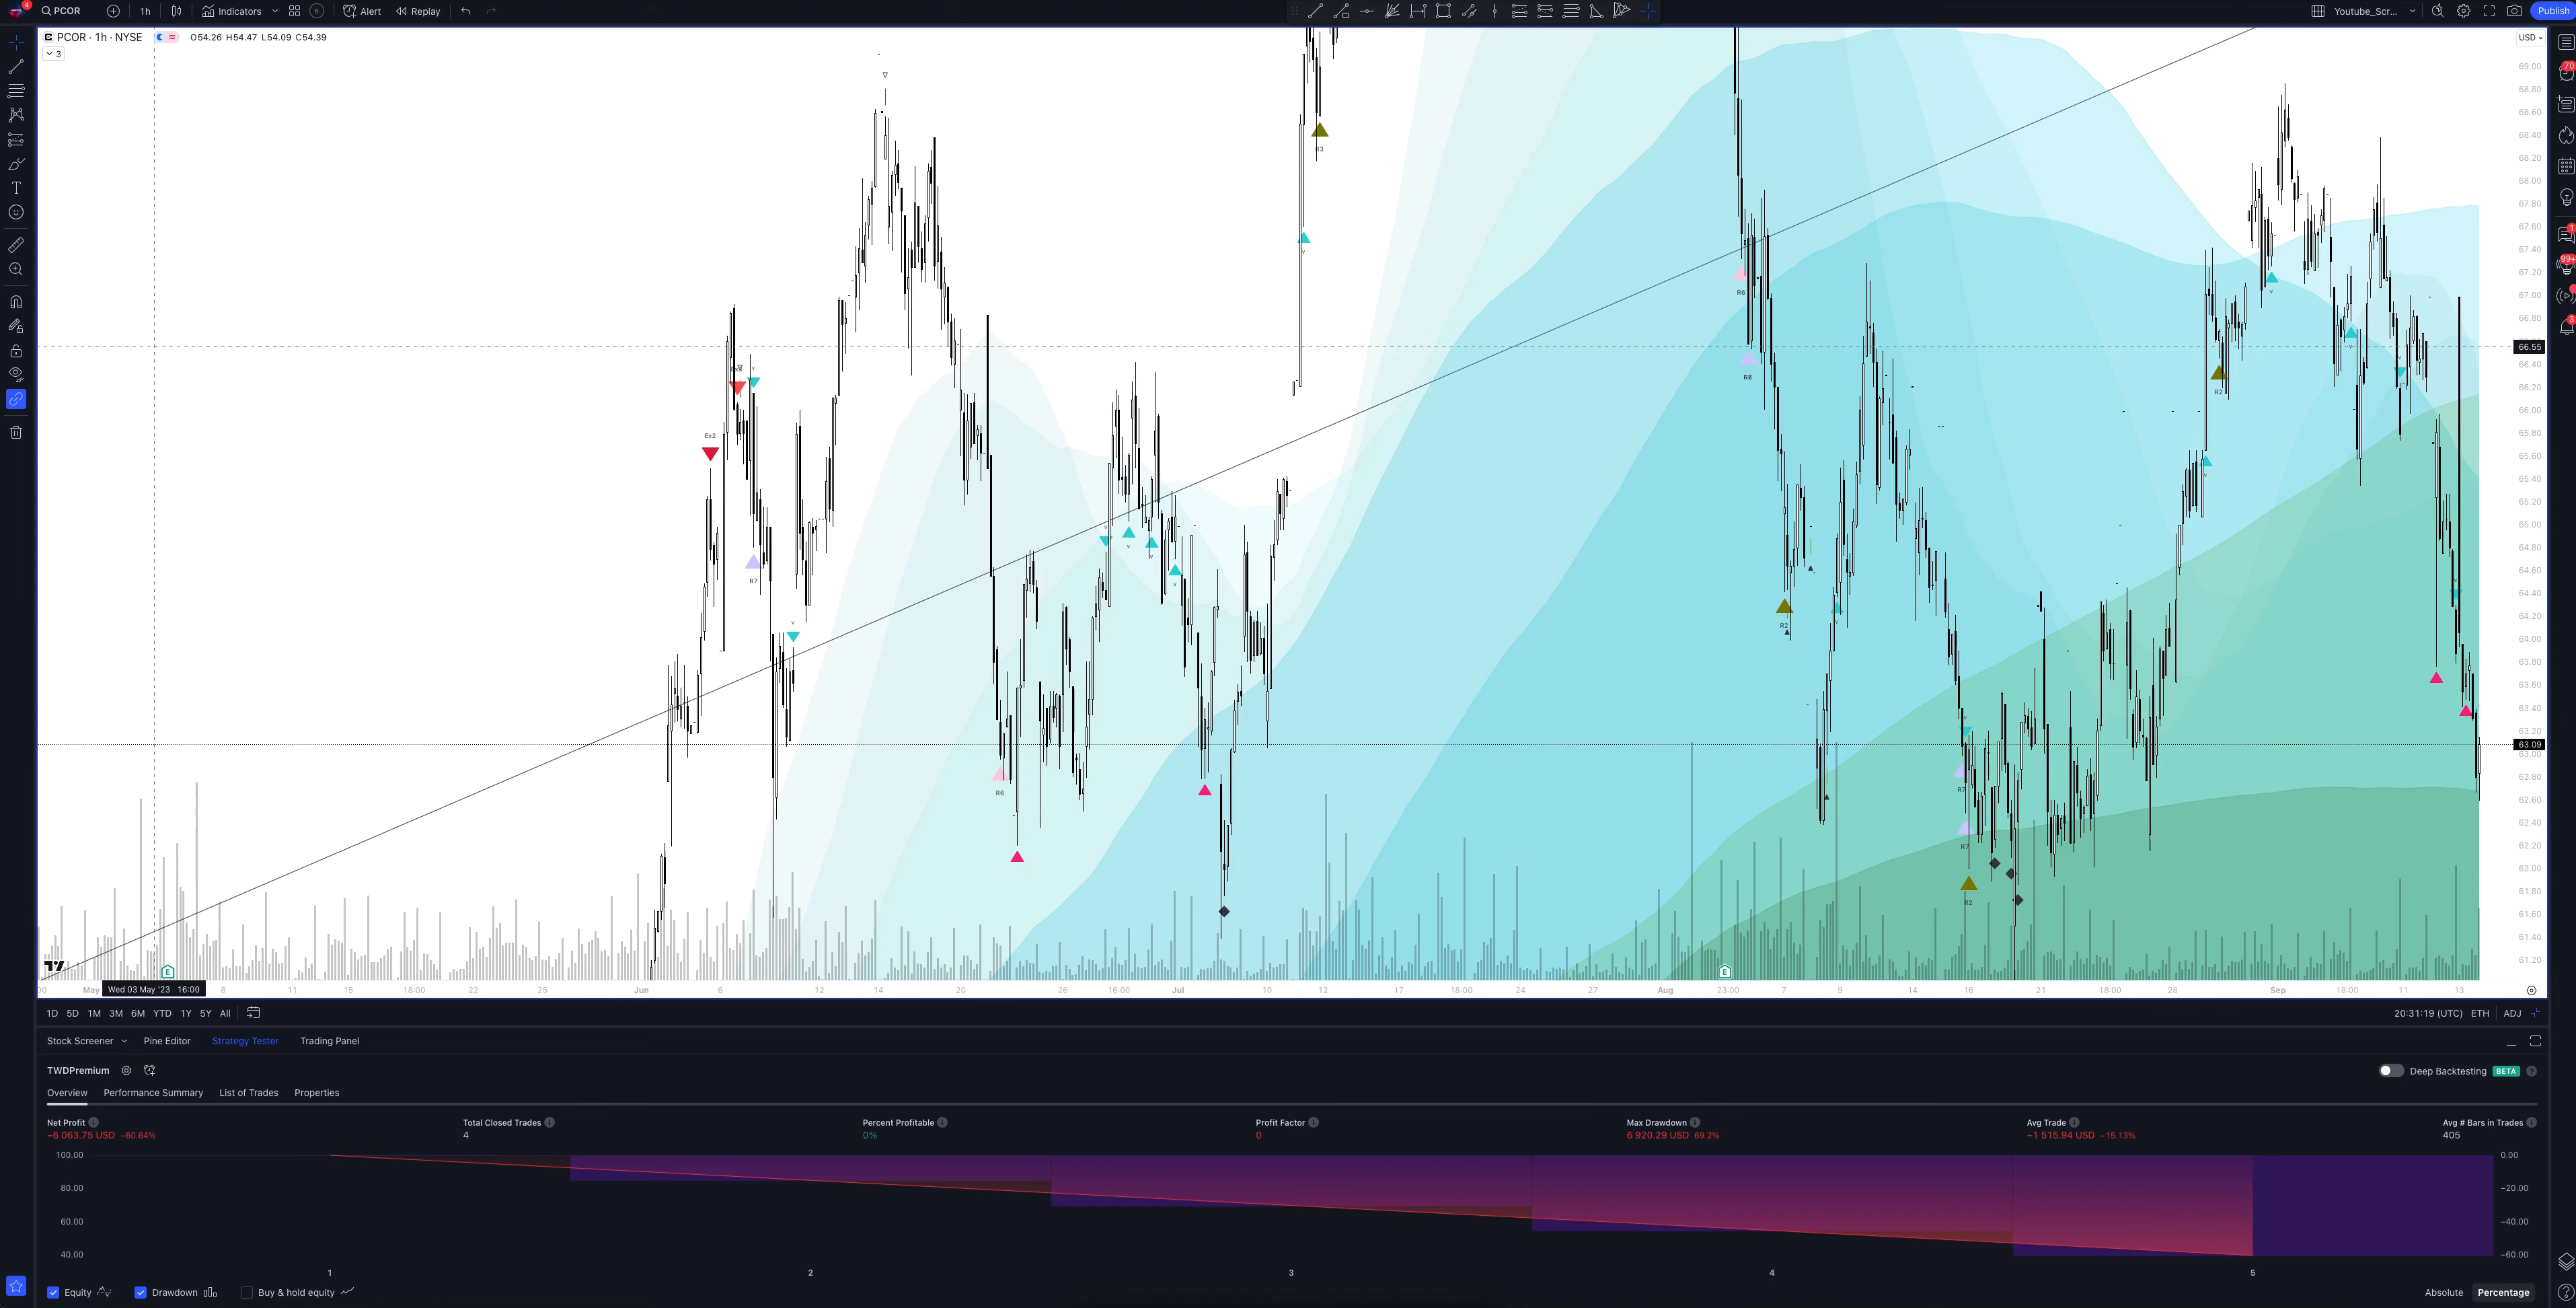 4
PCOR
1h
Indicators
6
Alert
Replay
Youtube_Scr...
Publish
PCOR · 1h · NYSE
O54.26 H54.47 L54.09 C54.39
3
USD
69.00
68.80
68.60
68.40
68.20
68.00
67.80
67.60
67.40
67.20
67.00
66.80
66.55
66.40
66.20
66.00
65.80
65.60
65.40
65.20
65.00
64.80
64.60
64.40
64.20
64.00
63.80
63.60
63.40
63.20
63.09
63.00
62.80
62.60
62.40
62.20
62.00
61.80
61.60
61.40
61.20
70
1
99+
3
R3
R6
R2
Ex2
R7
R2
R6
R7
R7
R2
E
E
May
Wed 03 May '23 16:00
8
11
15
18:00
22
25
Jun
6
12
14
20
26
16:00
Jul
10
12
17
18:00
24
27
Aug
23:00
7
9
14
16
21
18:00
28
Sep
18:00
11
13
1D 5D 1M 3M 6M YTD 1Y 5Y All
20:31:19 (UTC) ETH ADJ
Stock Screener Pine Editor Strategy Tester Trading Panel
TWDPremium
Deep Backtesting BETA
Overview Performance Summary List of Trades Properties
Net Profit
−6 063.75 USD −60.64%
Total Closed Trades
4
Percent Profitable
0%
Profit Factor
0
Max Drawdown
6 920.29 USD 69.2%
Avg Trade
−1 515.94 USD −15.13%
Avg # Bars in Trades
405
100.00
80.00
60.00
40.00
0.00
−20.00
−40.00
−60.00
1 2 3 4 5
Equity Drawdown Buy & hold equity
Absolute Percentage